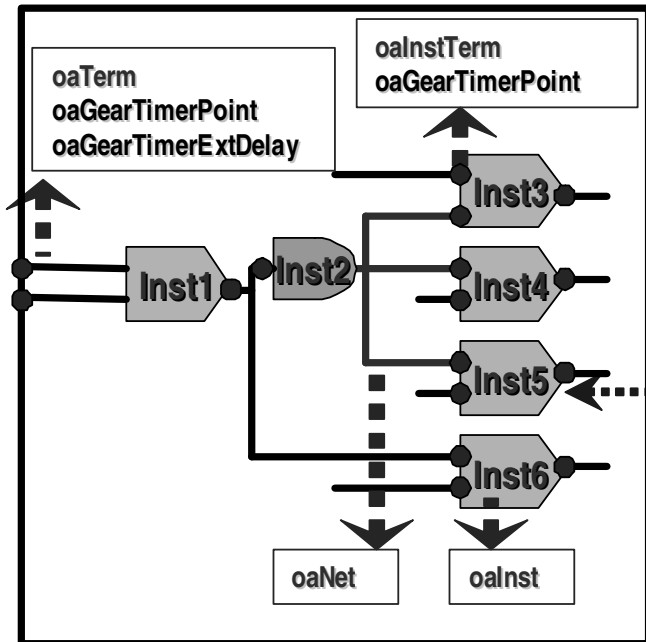 oaTerm
oaGearTimerPoint
oaGearTimerExtDelay
oaInstTerm
oaGearTimerPoint
Inst3
Inst1
Inst2
Inst4
Inst5
Inst6
oaNet
oaInst